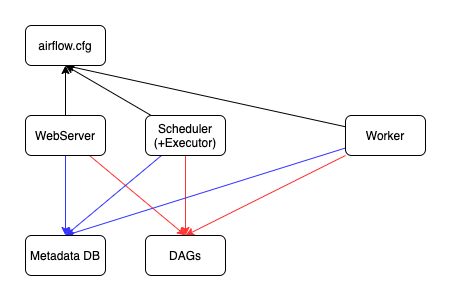 airflow.cfg
WebServer
Scheduler
(+Executor)
Worker
Metadata DB
DAGs